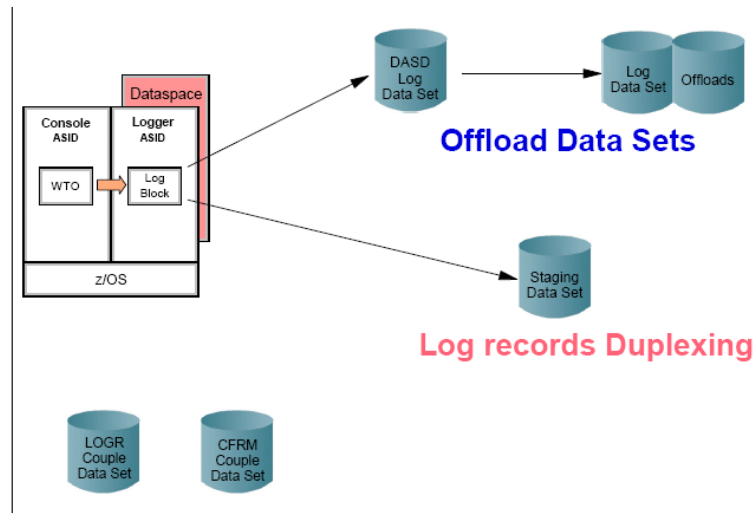 DASD
Log
Data Set
Log
Data Set
Offloads
Dataspace
Console
ASID
Logger
ASID
Offload Data Sets
WTO
Log
Block
z/OS
Staging
Data Set
Log records Duplexing
LOGR
Couple
Data Set
CFRM
Couple
Data Set